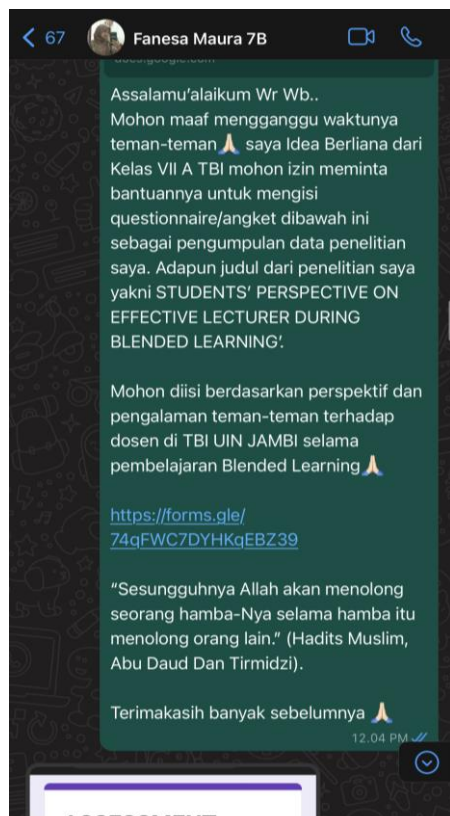 67
Fanesa Maura 7B
docs.google.com
Assalamu'alaikum Wr Wb..
Mohon maaf mengganggu waktunya
teman-teman🙏🏻 saya Idea Berliana dari
Kelas VII A TBI mohon izin meminta
bantuannya untuk mengisi
questionnaire/angket dibawah ini
sebagai pengumpulan data penelitian
saya. Adapun judul dari penelitian saya
yakni STUDENTS' PERSPECTIVE ON
EFFECTIVE LECTURER DURING
BLENDED LEARNING'.
Mohon diisi berdasarkan perspektif dan
pengalaman teman-teman terhadap
dosen di TBI UIN JAMBI selama
pembelajaran Blended Learning🙏🏻
https://forms.gle/
74qFWC7DYHKqEBZ39
“Sesungguhnya Allah akan menolong
seorang hamba-Nya selama hamba itu
menolong orang lain.” (Hadits Muslim,
Abu Daud Dan Tirmidzi).
Terimakasih banyak sebelumnya 🙏🏻
12.04 PM